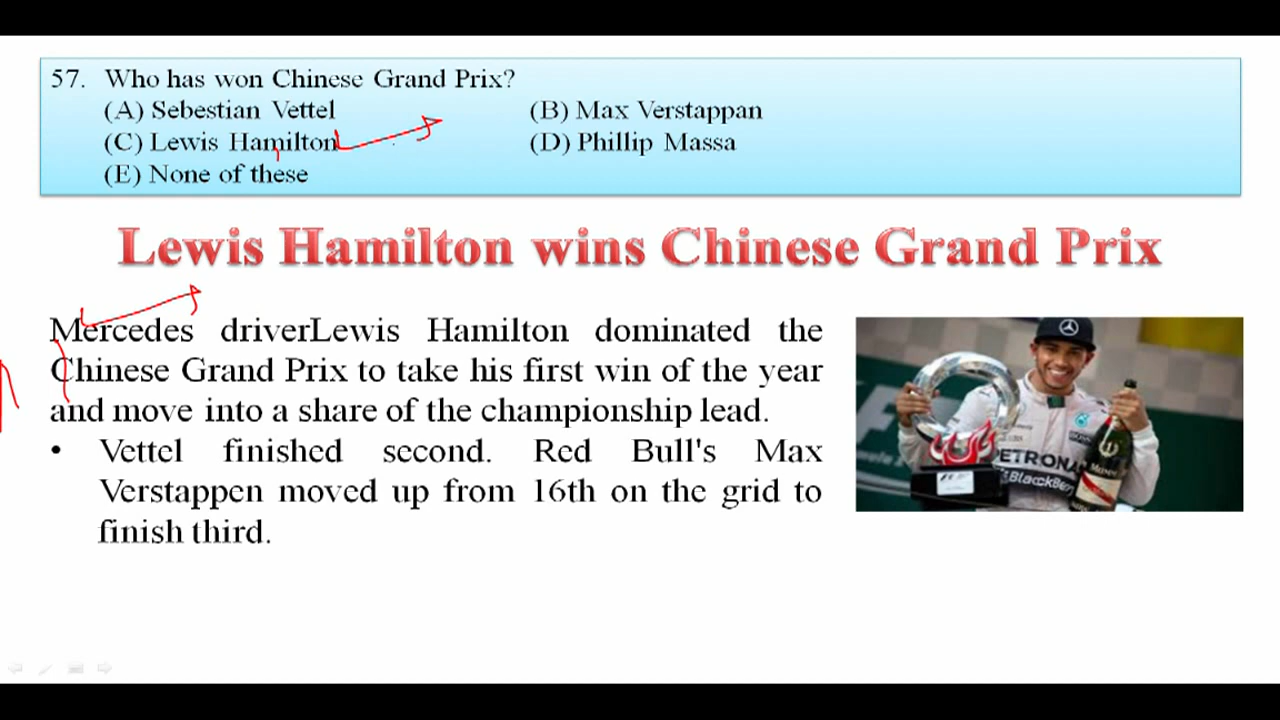 57. Who has won Chinese Grand Prix?
(A) Sebestian Vettel (B) Max Verstappan
(C) Lewis Hamilton (D) Phillip Massa
(E) None of these
Lewis Hamilton wins Chinese Grand Prix
Mercedes driverLewis Hamilton dominated the
Chinese Grand Prix to take his first win of the year
and move into a share of the championship lead.
• Vettel finished second. Red Bull's Max
Verstappen moved up from 16th on the grid to
finish third.
PETRONAS
BlackBerry